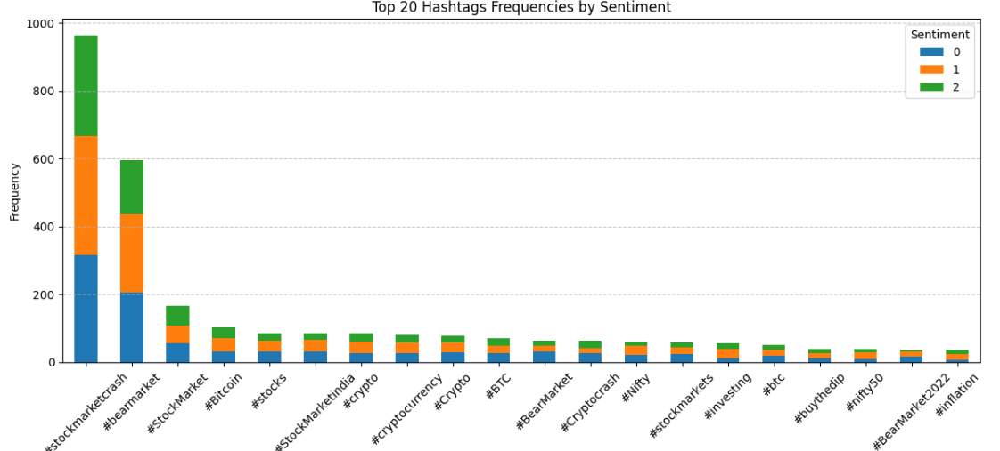 Top 20 Hashtags Frequencies by Sentiment
1000
800
600
400
200
0
Frequency
Sentiment
0
1
2
#stockmarketcrash
#bearmarket
#StockMarket
#Bitcoin
#stocks
#StockMarketindia
#crypto
#cryptocurrency
#Crypto
#BTC
#BearMarket
#Cryptocrash
#Nifty
#stockmarkets
#investing
#btc
#buythedip
#nifty50
#BearMarket2022
#inflation